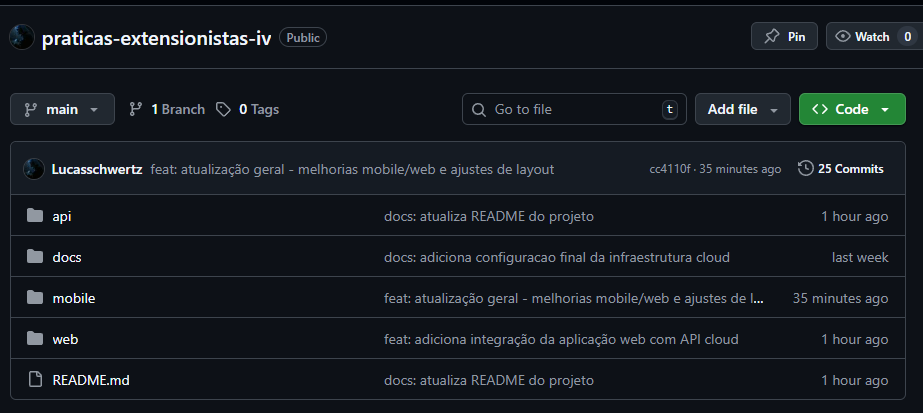 praticas-extensionistas-iv Public Pin Watch 0
main 1 Branch 0 Tags Go to file t Add file Code
Lucasschwertz feat: atualização geral - melhorias mobile/web e ajustes de layout cc4110f · 35 minutes ago 25 Commits
api docs: atualiza README do projeto 1 hour ago
docs docs: adiciona configuracao final da infraestrutura cloud last week
mobile feat: atualização geral - melhorias mobile/web e ajustes de l... 35 minutes ago
web feat: adiciona integração da aplicação web com API cloud 1 hour ago
README.md docs: atualiza README do projeto 1 hour ago